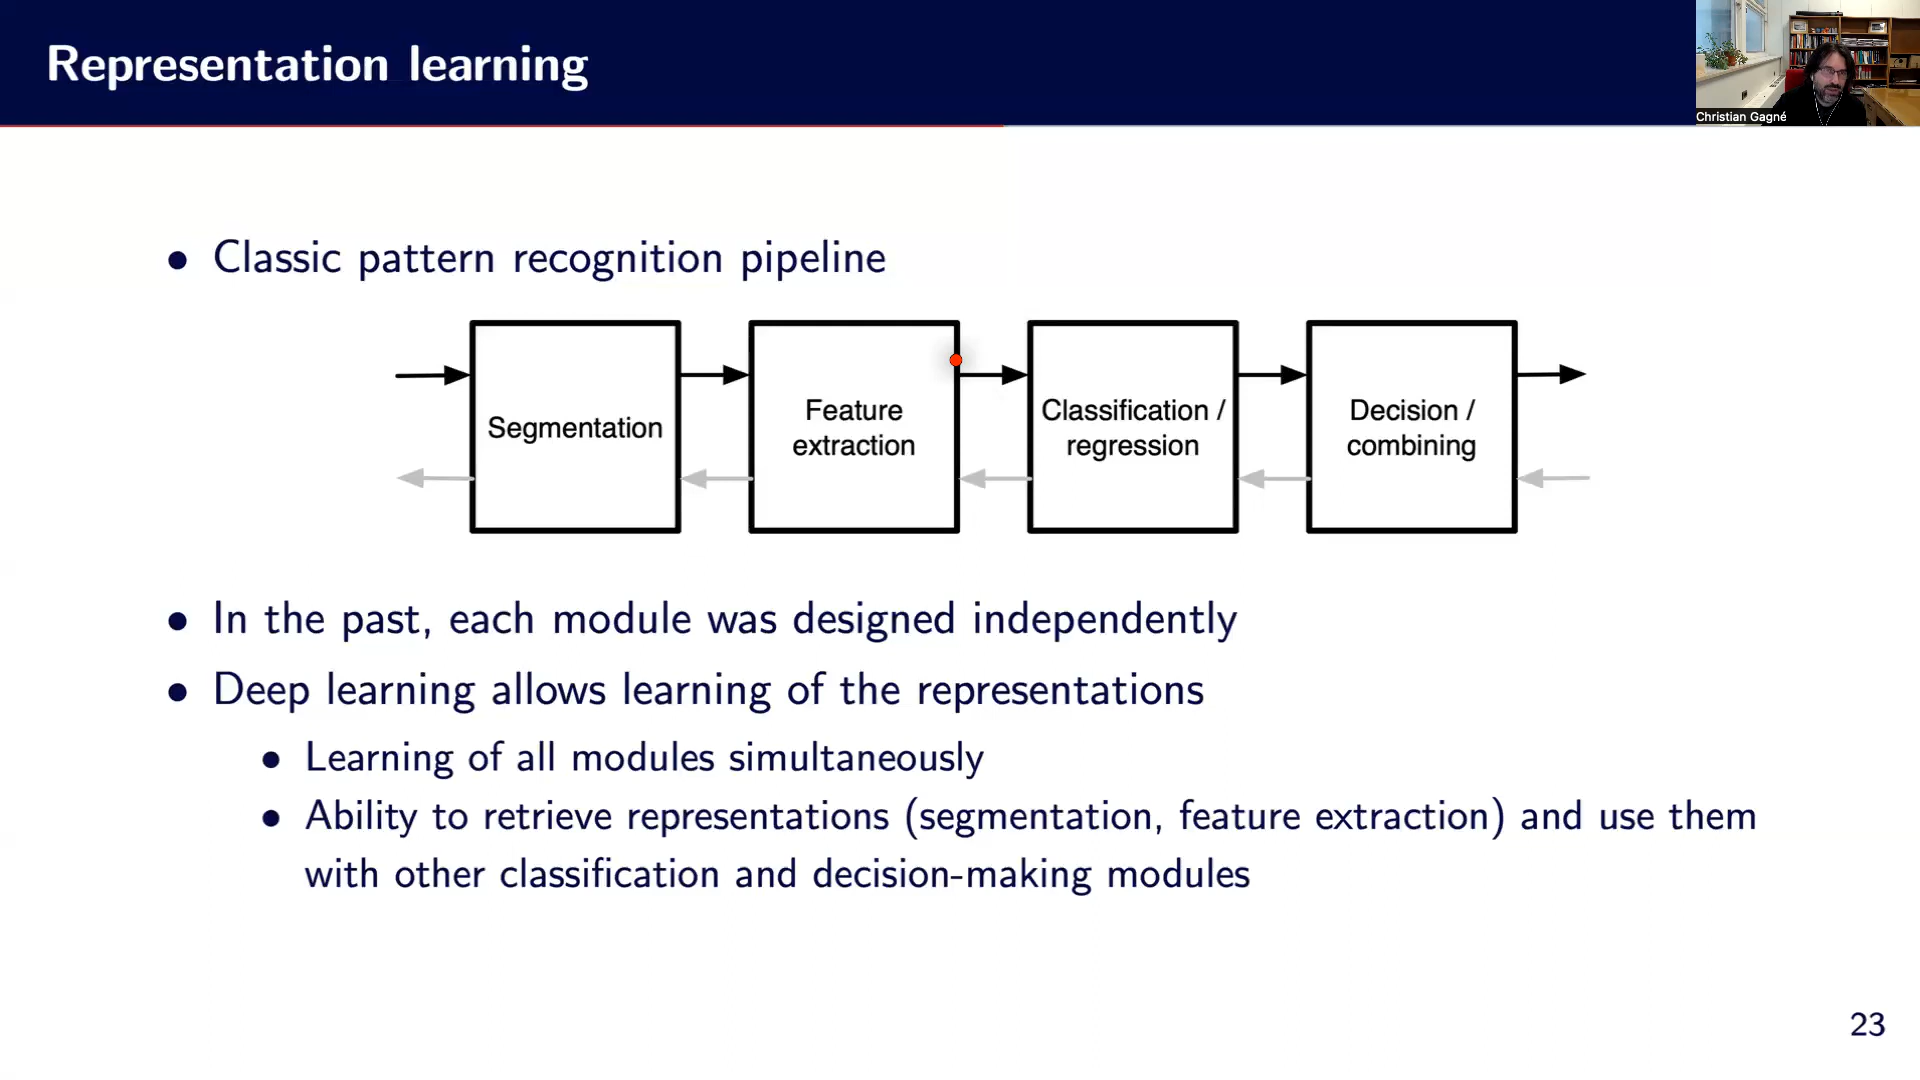 Representation learning
Christian Gagné
• Classic pattern recognition pipeline
Segmentation
Feature
extraction
Classification /
regression
Decision /
combining
• In the past, each module was designed independently
• Deep learning allows learning of the representations
• Learning of all modules simultaneously
• Ability to retrieve representations (segmentation, feature extraction) and use them
with other classification and decision-making modules
23